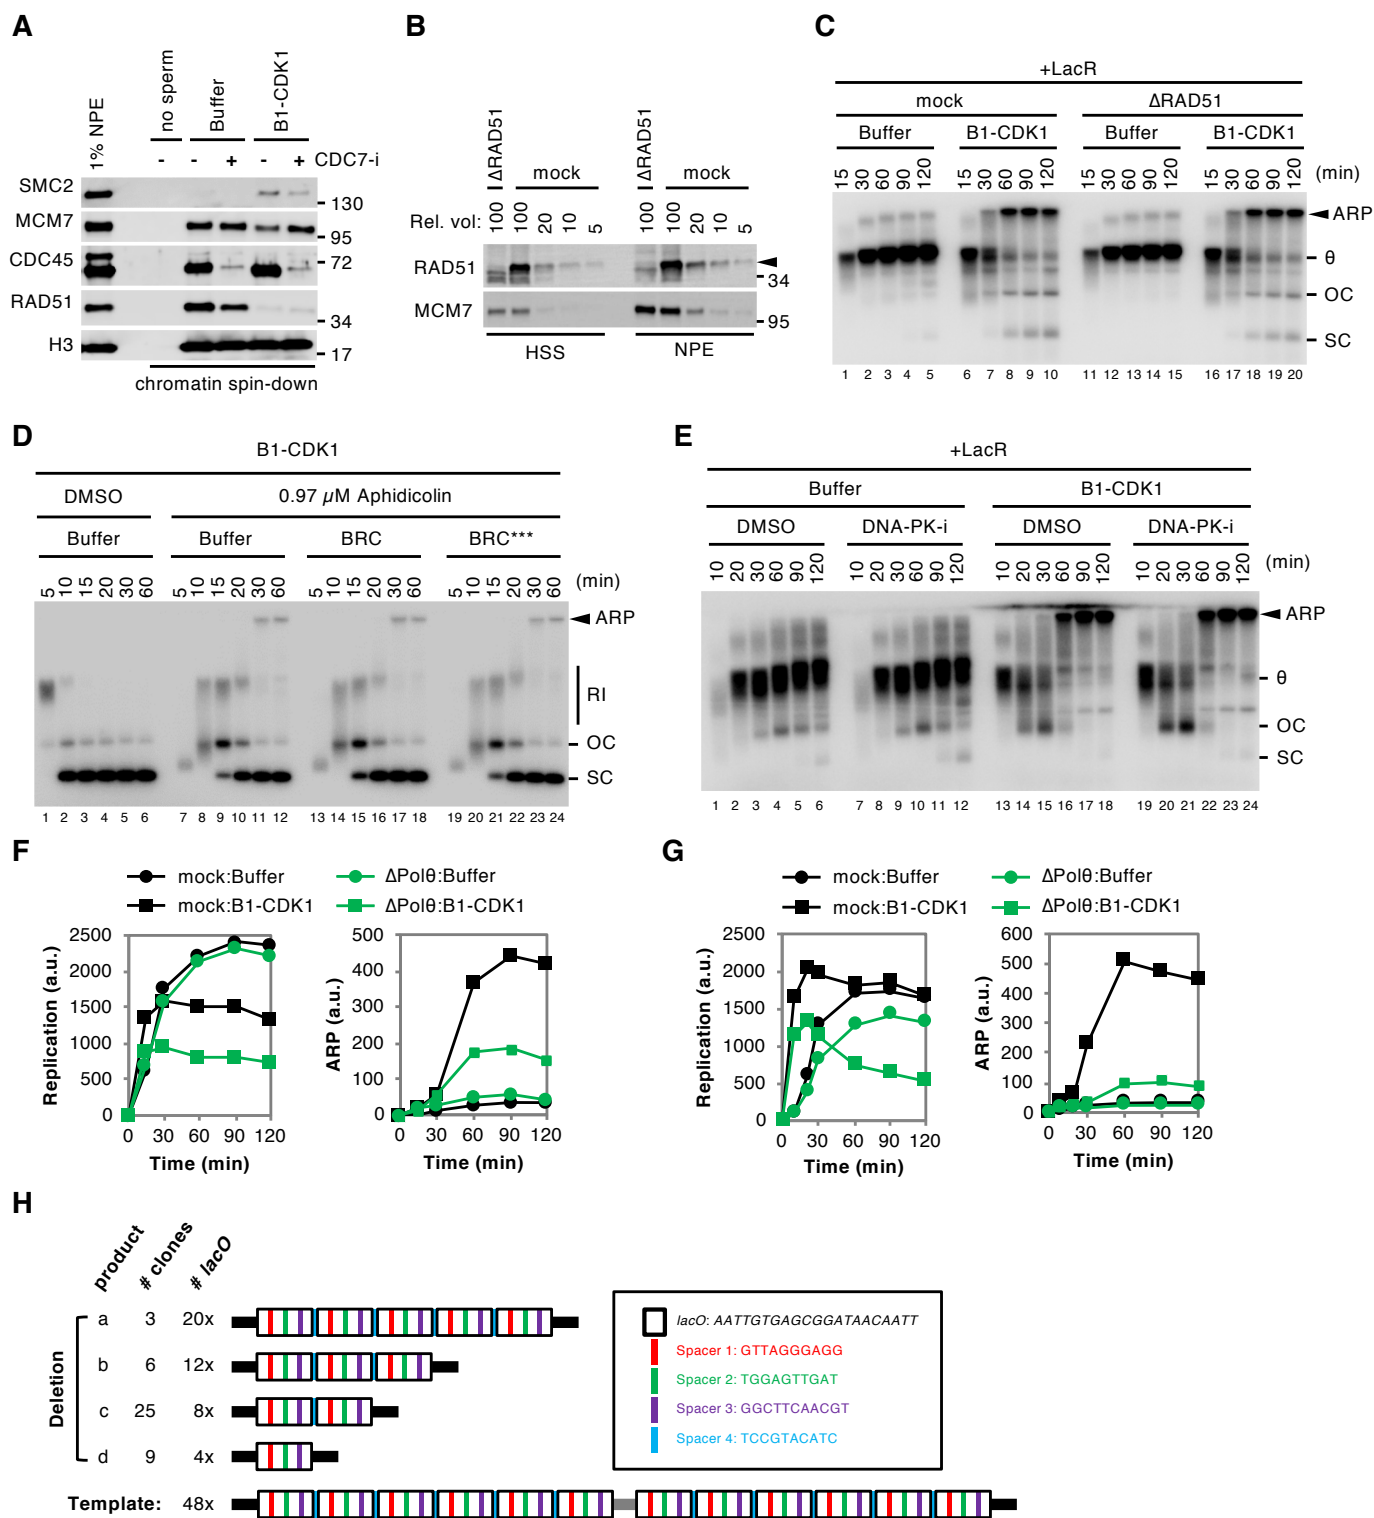 A
1% NPE
no sperm
Buffer
B1-CDK1
- - + - + CDC7-i
SMC2
130
MCM7
95
CDC45
72
RAD51
34
H3
17
chromatin spin-down
B
ΔRAD51
mock
ΔRAD51
mock
Rel. vol: 100 100 20 10 5 100 100 20 10 5
RAD51
34
MCM7
95
HSS NPE
C
+LacR
mock ΔRAD51
Buffer B1-CDK1 Buffer B1-CDK1
15 30 60 90 120 15 30 60 90 120 15 30 60 90 120 15 30 60 90 120 (min)
ARP
θ
OC
SC
1 2 3 4 5 6 7 8 9 10 11 12 13 14 15 16 17 18 19 20
D
B1-CDK1
DMSO 0.97 µM Aphidicolin
Buffer Buffer BRC BRC***
5 10 15 20 30 60 5 10 15 20 30 60 5 10 15 20 30 60 5 10 15 20 30 60 (min)
ARP
RI
OC
SC
1 2 3 4 5 6 7 8 9 10 11 12 13 14 15 16 17 18 19 20 21 22 23 24
E
+LacR
Buffer B1-CDK1
DMSO DNA-PK-i DMSO DNA-PK-i
10 20 30 60 90 120 10 20 30 60 90 120 10 20 30 60 90 120 10 20 30 60 90 120 (min)
ARP
θ
OC
SC
1 2 3 4 5 6 7 8 9 10 11 12 13 14 15 16 17 18 19 20 21 22 23 24
F
mock:Buffer ΔPolθ:Buffer
mock:B1-CDK1 ΔPolθ:B1-CDK1
Replication (a.u.)
2500
2000
1500
1000
500
0
0 30 60 90 120
Time (min)
ARP (a.u.)
500
400
300
200
100
0
0 30 60 90 120
Time (min)
G
mock:Buffer ΔPolθ:Buffer
mock:B1-CDK1 ΔPolθ:B1-CDK1
Replication (a.u.)
2500
2000
1500
1000
500
0
0 30 60 90 120
Time (min)
ARP (a.u.)
600
500
400
300
200
100
0
0 30 60 90 120
Time (min)
H
product # clones # lacO
Deletion
a 3 20x
b 6 12x
c 25 8x
d 9 4x
Template: 48x
lacO: AATTGTGAGCGGATAACAATT
Spacer 1: GTTAGGGAGG
Spacer 2: TGGAGTTGAT
Spacer 3: GGCTTCAACGT
Spacer 4: TCCGTACATC